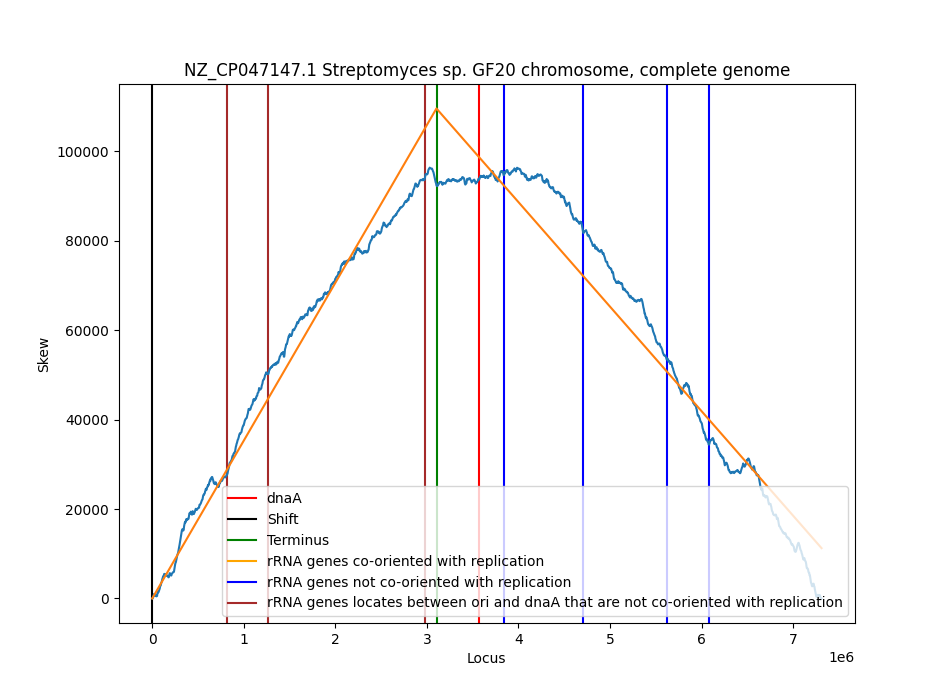 NZ_CP047147.1 Streptomyces sp. GF20 chromosome, complete genome
Skew
100000
80000
60000
40000
20000
0
dnaA
Shift
Terminus
rRNA genes co-oriented with replication
rRNA genes not co-oriented with replication
rRNA genes locates between ori and dnaA that are not co-oriented with replication
0 1 2 3 4 5 6 7
1e6
Locus